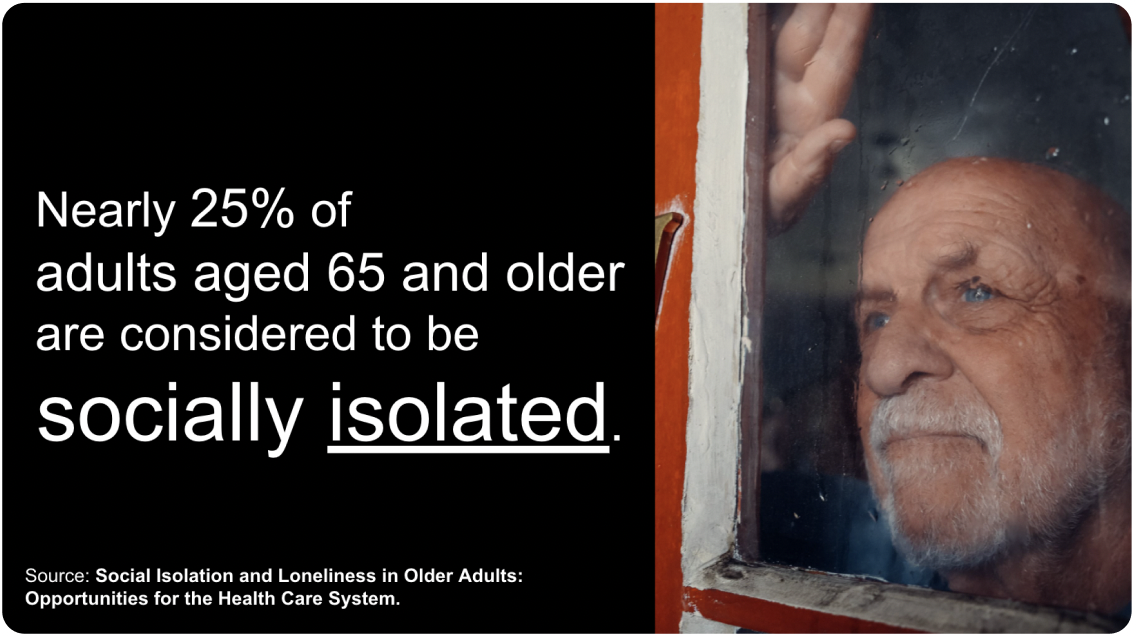 Nearly 25% of
adults aged 65 and older
are considered to be
socially isolated.
Source: Social Isolation and Loneliness in Older Adults:
Opportunities for the Health Care System.